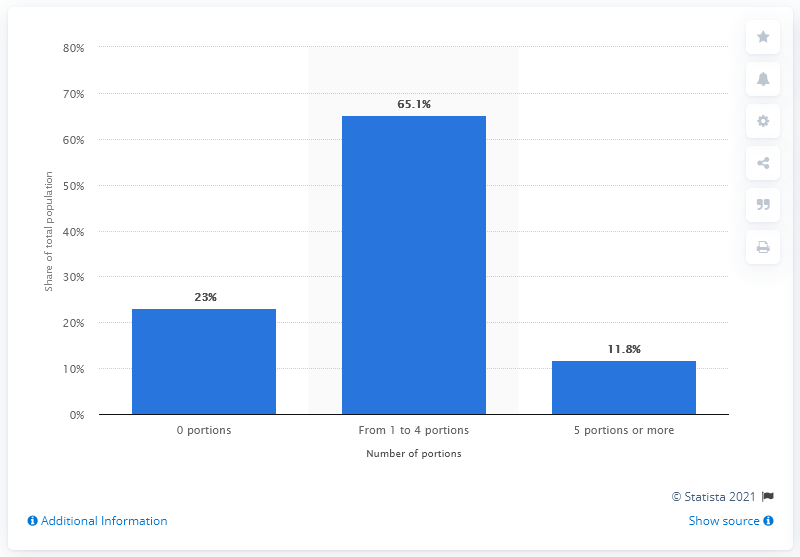 80%
70%
60%
50%
40%
30%
20%
10%
0%
Share of total population
23%
65.1%
11.8%
0 portions
From 1 to 4 portions
5 portions or more
Number of portions
© Statista 2021
Additional Information
Show source